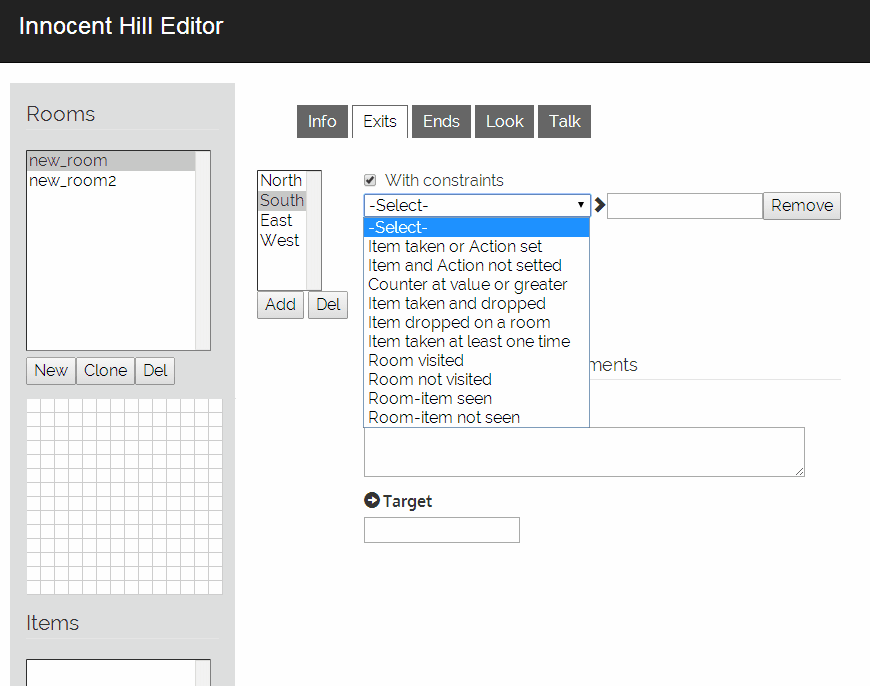 Innocent Hill Editor
Rooms
new_room
new_room2
New Clone Del
Items
Info Exits Ends Look Talk
North
South
East
West
Add Del
With constraints
-Select- Remove
-Select-
Item taken or Action set
Item and Action not setted
Counter at value or greater
Item taken and dropped
Item dropped on a room
Item taken at least one time
Room visited
Room not visited
Room-item seen
Room-item not seen
Target